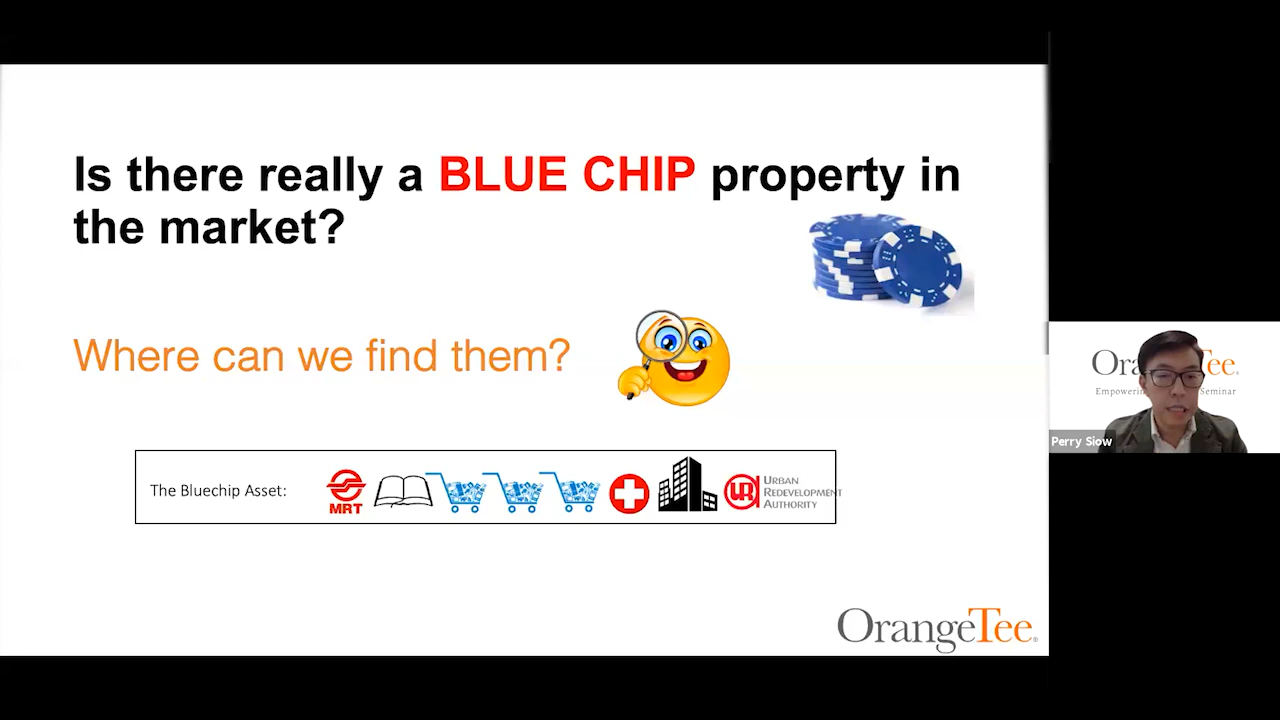 Is there really a BLUE CHIP property in
the market?
Where can we find them?
The Bluechip Asset:
MRT
URBAN
REDEVELOPMENT
AUTHORITY
OrangeTee
Perry Siow
Seminar